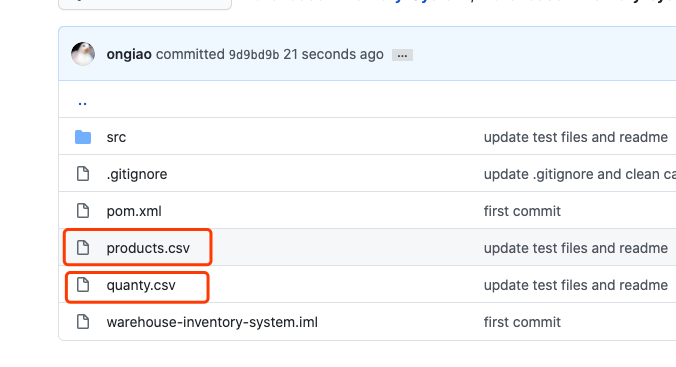 ongiao committed 9d9bd9b 21 seconds ago ...
..
src update test files and readme
.gitignore update .gitignore and clean ca
pom.xml first commit
products.csv update test files and readme
quanty.csv update test files and readme
warehouse-inventory-system.iml first commit